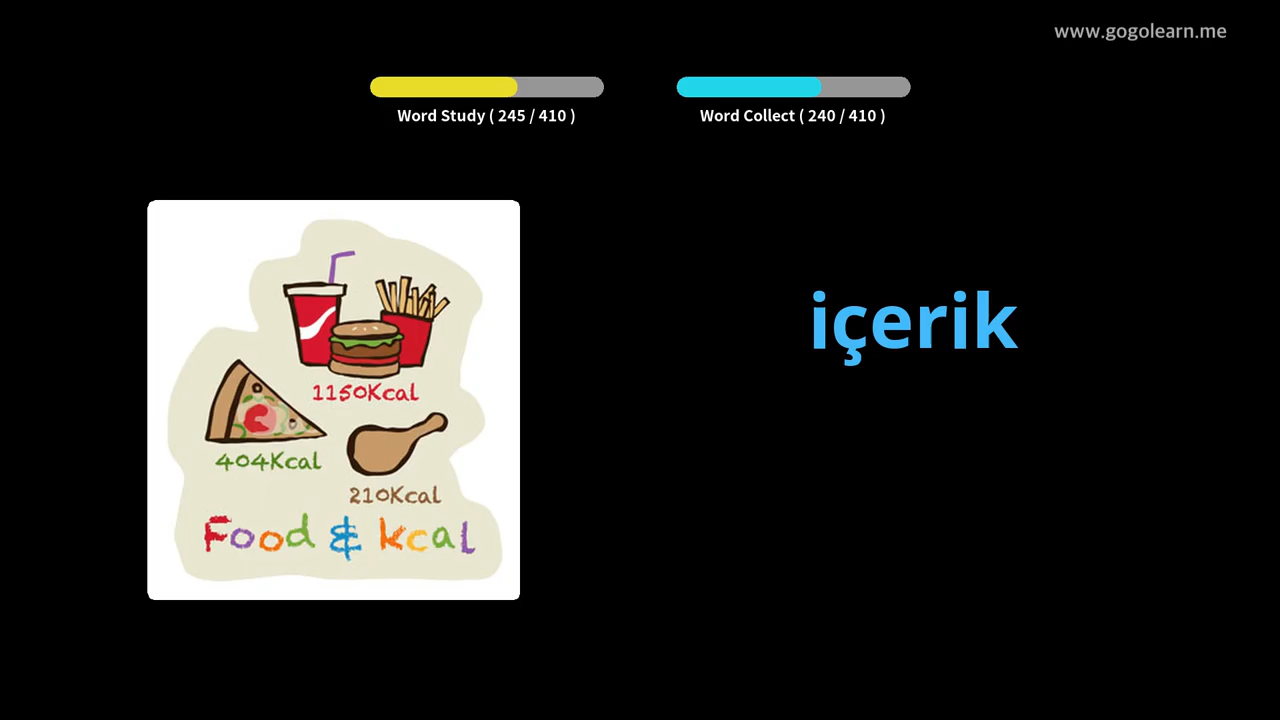 www.gogolearn.me
Word Study ( 245 / 410 )
Word Collect ( 240 / 410 )
içerik
1150Kcal
404Kcal
210Kcal
Food & kcal